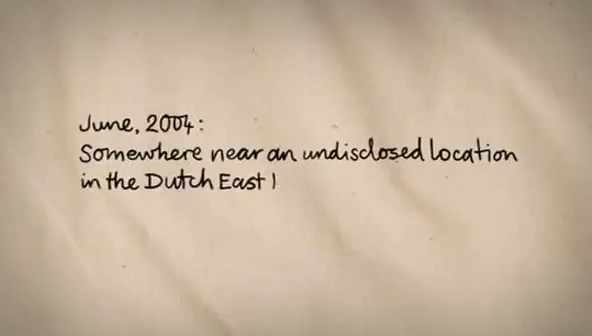 June, 2004:
Somewhere near an undisclosed location
in the Dutch East I